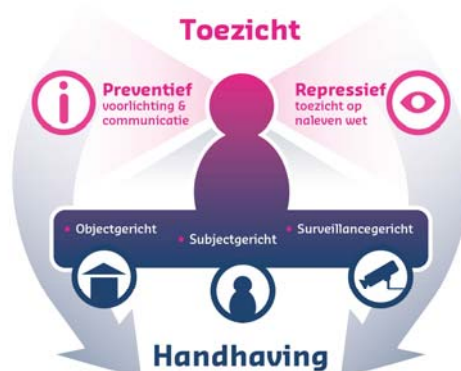 Toezicht
Preventief
voorlichting &
communicatie
Repressief
toezicht op
naleven wet
• Objectgericht
• Subjectgericht
• Surveillancegericht
Handhaving